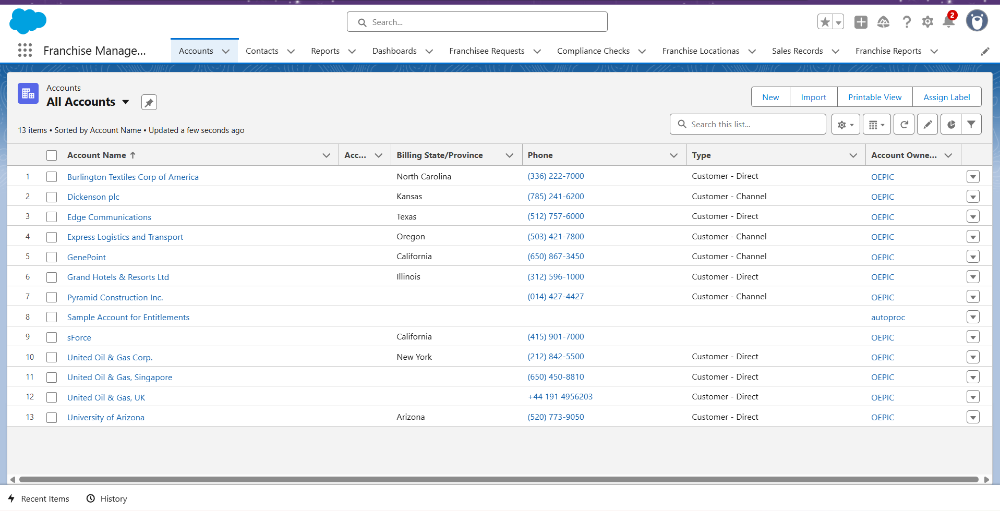 Search...
2
Franchise Manage...
Accounts
Contacts
Reports
Dashboards
Franchisee Requests
Compliance Checks
Franchise Locationas
Sales Records
Franchise Reports
Accounts
All Accounts
New
Import
Printable View
Assign Label
13 items • Sorted by Account Name • Updated a few seconds ago
Search this list...
Account Name Acc... Billing State/Province Phone Type Account Owne...
1 Burlington Textiles Corp of America North Carolina (336) 222-7000 Customer - Direct OEPIC
2 Dickenson plc Kansas (785) 241-6200 Customer - Channel OEPIC
3 Edge Communications Texas (512) 757-6000 Customer - Direct OEPIC
4 Express Logistics and Transport Oregon (503) 421-7800 Customer - Channel OEPIC
5 GenePoint California (650) 867-3450 Customer - Channel OEPIC
6 Grand Hotels & Resorts Ltd Illinois (312) 596-1000 Customer - Direct OEPIC
7 Pyramid Construction Inc. (014) 427-4427 Customer - Channel OEPIC
8 Sample Account for Entitlements autoproc
9 sForce California (415) 901-7000 OEPIC
10 United Oil & Gas Corp. New York (212) 842-5500 Customer - Direct OEPIC
11 United Oil & Gas, Singapore (650) 450-8810 Customer - Direct OEPIC
12 United Oil & Gas, UK +44 191 4956203 Customer - Direct OEPIC
13 University of Arizona Arizona (520) 773-9050 Customer - Direct OEPIC
Recent Items
History